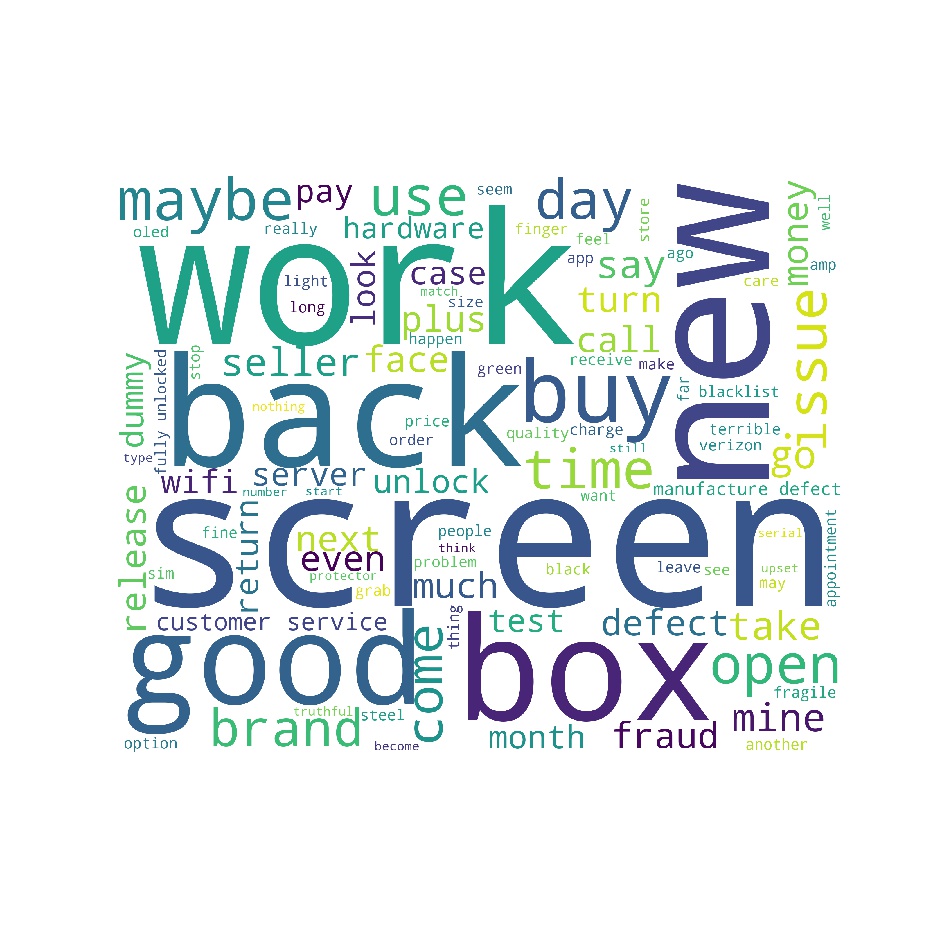 maybe
pay
use
seem
day
new
money
well
oled
really
hardware
finger
feel
store
work
light
long
look
case
match
size
plus
happen
app
say
ago
care
amp
turn
call
issue
seller
face
receive
make
far
blacklist
dummy
fully unlocked
stop
back
green
buy
nothing
price
order
quality
charge
still
terrible
verizon
go
type
wifi
server
number
start
unlock
time
want
manufacture defect
release
screen
fine
return
next
even
protector
grab
people
think
problem
black
leave
see
serial
upset
may
appointment
sim
much
customer service
good
come
thing
test
defect
take
box
open
fragile
truthful
steel
brand
option
become
month
fraud
mine
another